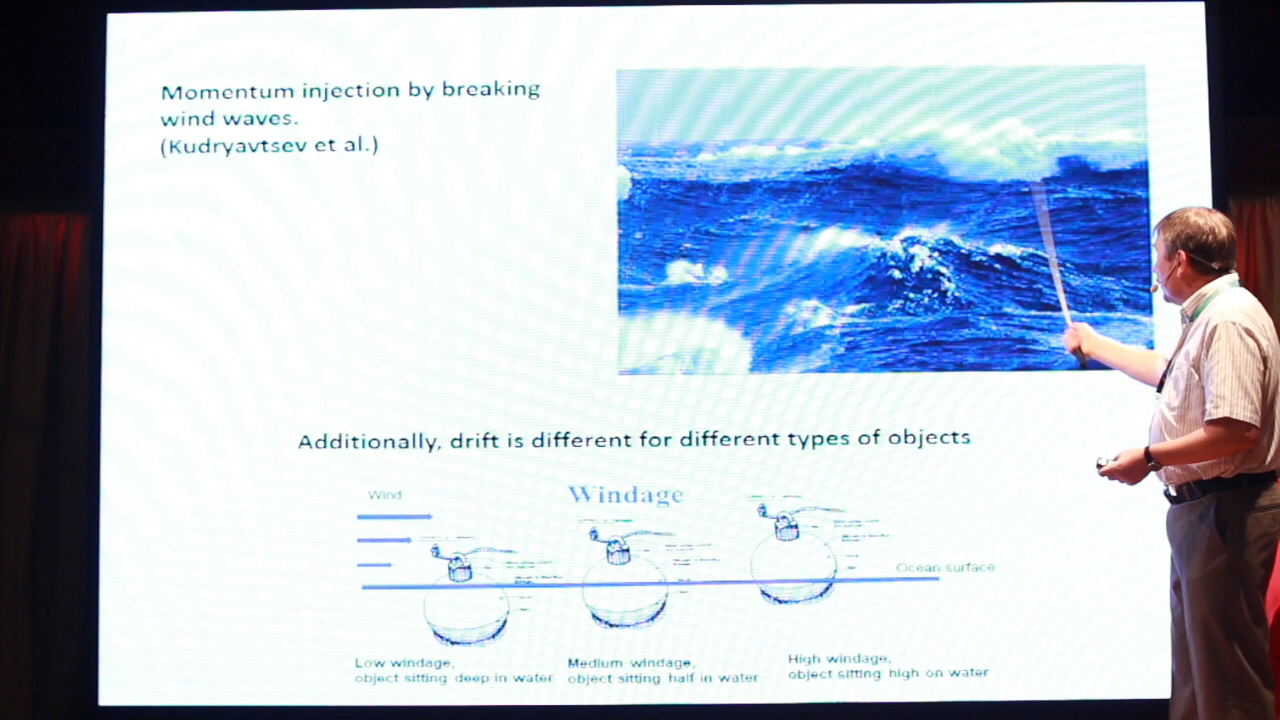 Momentum injection by breaking
wind waves.
(Kudryavtsev et al.)
Additionally, drift is different for different types of objects
Wind
Windage
Ocean surface
Low windage,
object sitting deep in water
Medium windage,
object sitting half in water
High windage,
object sitting high on water